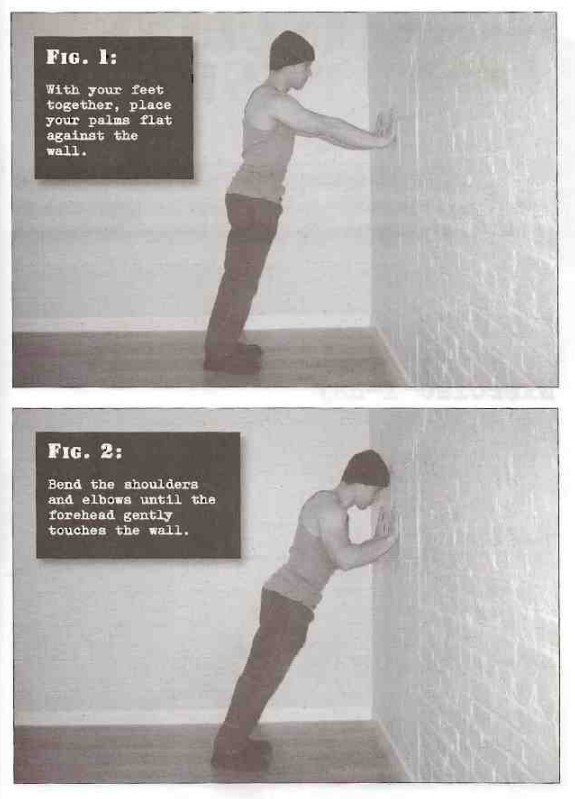 Fig. 1:
With your feet
together, place
your palms flat
against the
wall.
Fig. 2:
Bend the shoulders
and elbows until the
forehead gently
touches the wall.